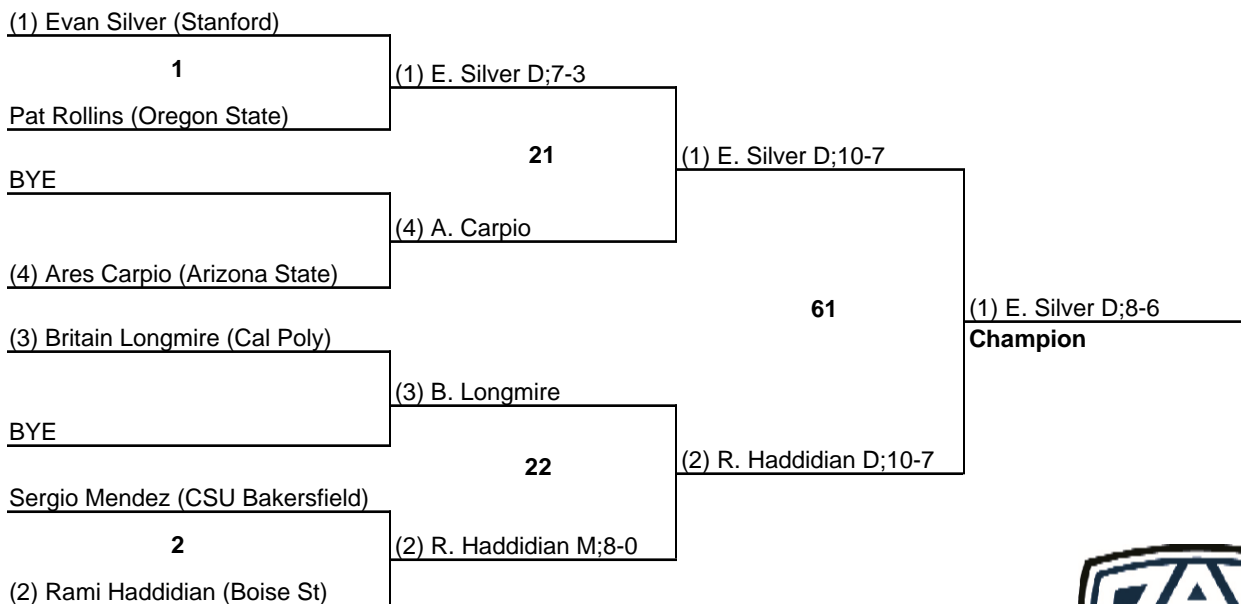 (1) Evan Silver (Stanford)
1
(1) E. Silver D;7-3
Pat Rollins (Oregon State)
21
(1) E. Silver D;10-7
BYE
(4) A. Carpio
(4) Ares Carpio (Arizona State)
61
(1) E. Silver D;8-6
Champion
(3) Britain Longmire (Cal Poly)
(3) B. Longmire
BYE
22
(2) R. Haddidian D;10-7
Sergio Mendez (CSU Bakersfield)
2
(2) R. Haddidian M;8-0
(2) Rami Haddidian (Boise St)